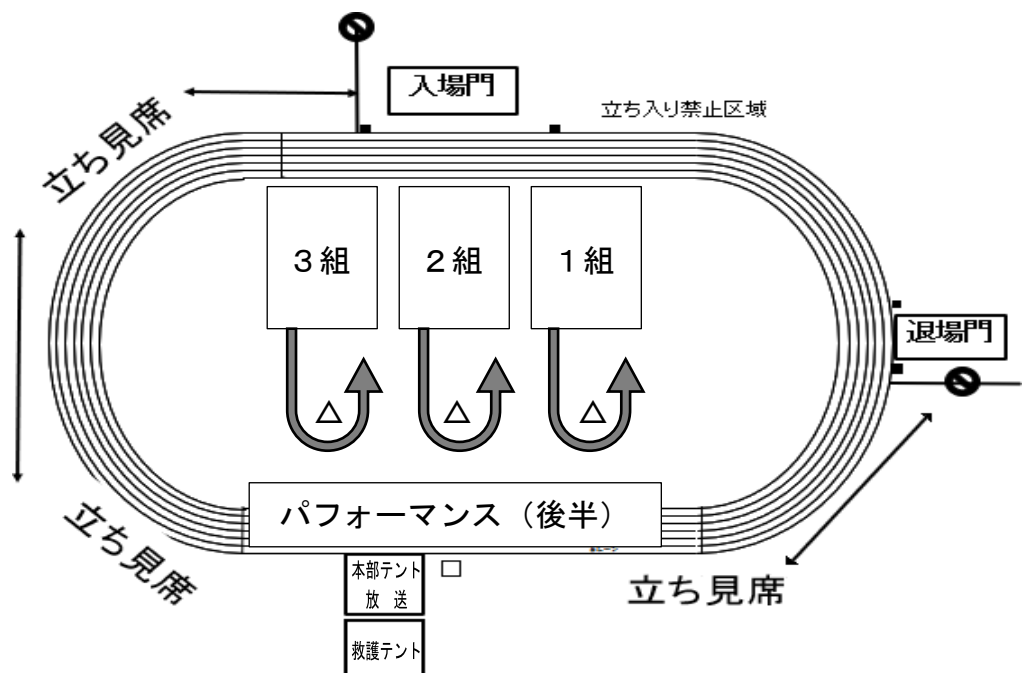 入場門
立ち入り禁止区域
立ち見席
３組
２組
１組
退場門
パフォーマンス（後半）
立ち見席
本部テント
放　送
立ち見席
救護テント